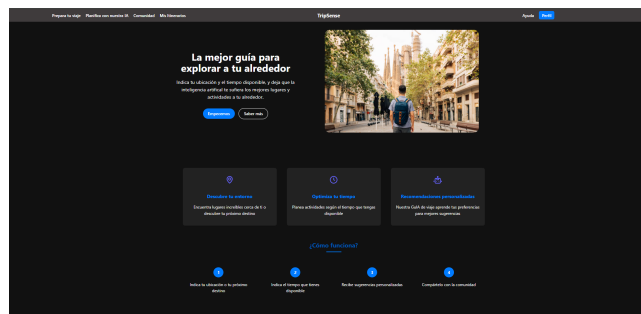 Prepara tu viaje Planifica con nuestra IA Comunidad Mis Itinerarios TripSense Ayuda Perfil
La mejor guía para
explorar a tu alrededor
Indica tu ubicación y el tiempo disponible, y deja que la
inteligencia artificial te sugiera los mejores lugares y
actividades a tu alrededor.
Empecemos Saber más
Descubre tu entorno
Encuentra lugares increíbles cerca de ti o
descubre tu próximo destino
Optimiza tu tiempo
Planea actividades según el tiempo que tengas
disponible
Recomendaciones personalizadas
Nuestra GuIA de viaje aprende tus preferencias
para mejores sugerencias
¿Cómo funciona?
1
Indica tu ubicación o tu próximo
destino
2
Indica el tiempo que tienes
disponible
3
Recibe sugerencias personalizadas
4
Compártelo con la comunidad